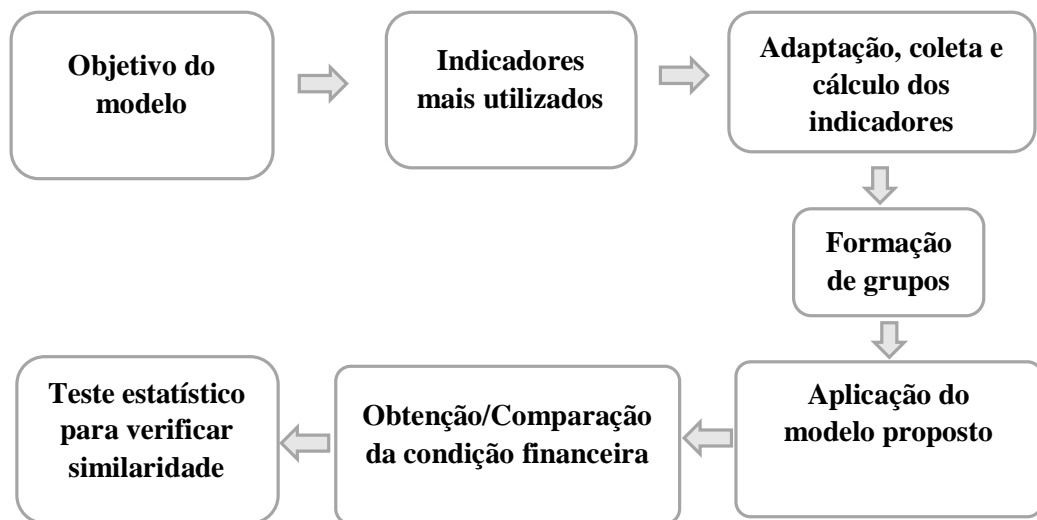 Objetivo do
modelo
Indicadores
mais utilizados
Adaptação, coleta e
cálculo dos
indicadores
Formação
de grupos
Aplicação do
modelo proposto
Obtenção/Comparação
da condição financeira
Teste estatístico
para verificar
similaridade